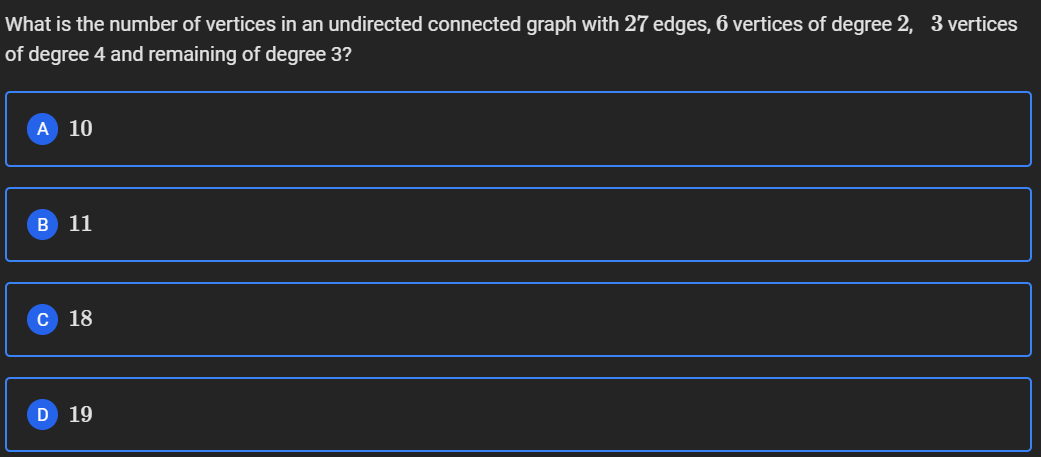 What is the number of vertices in an undirected connected graph with 27 edges, 6 vertices of degree 2, 3 vertices
of degree 4 and remaining of degree 3?
A 10
B 11
C 18
D 19